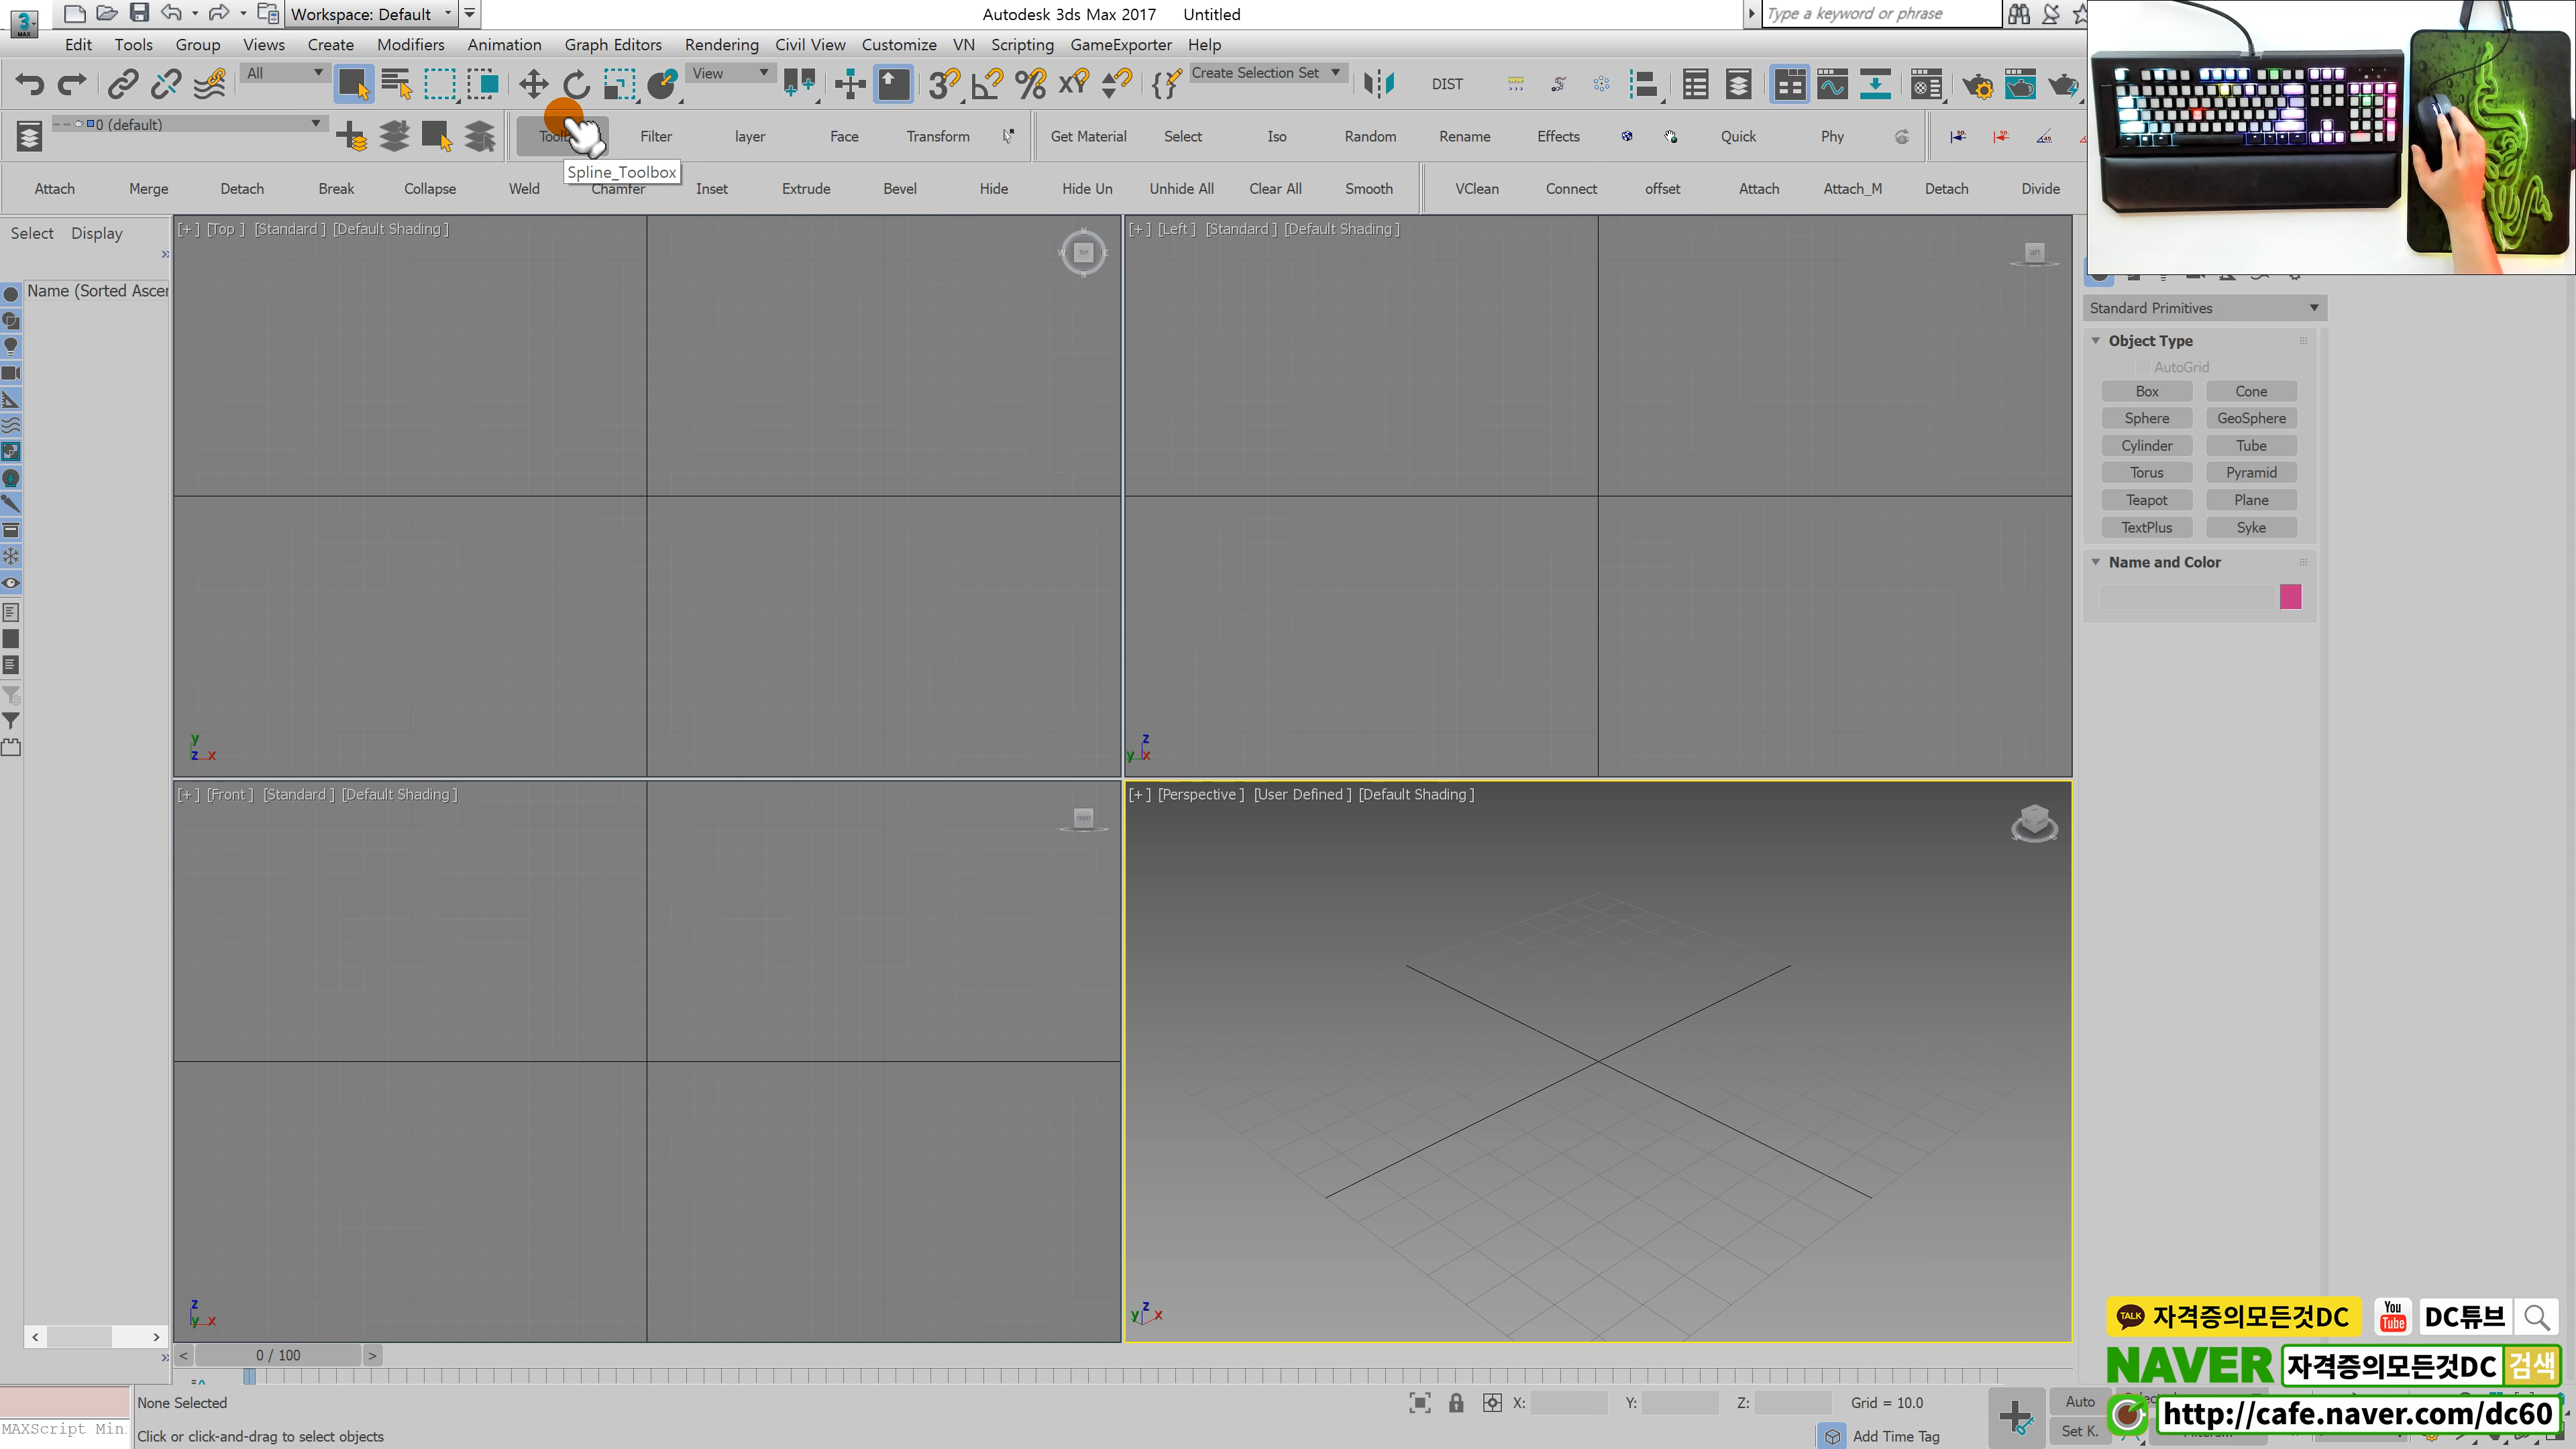 Workspace: Default
Autodesk 3ds Max 2017 Untitled
Type a keyword or phrase
Edit Tools Group Views Create Modifiers Animation Graph Editors Rendering Civil View Customize VN Scripting GameExporter Help
All
View
Create Selection Set
DIST
0 (default)
Filter layer Face Transform Get Material Select Iso Random Rename Effects Quick Phy
Spline_Toolbox
Attach Merge Detach Break Collapse Weld Chamfer Inset Extrude Bevel Hide Hide Un Unhide All Clear All Smooth VClean Connect offset Attach Attach_M Detach Divide
Select Display
Name (Sorted Ascer
[+] [Top] [Standard] [Default Shading]
[+] [Left] [Standard] [Default Shading]
[+] [Front] [Standard] [Default Shading]
[+] [Perspective] [User Defined] [Default Shading]
Standard Primitives
Object Type
AutoGrid
Box Cone
Sphere GeoSphere
Cylinder Tube
Torus Pyramid
Teapot Plane
TextPlus Syke
Name and Color
0 / 100
None Selected
X: Y: Z: Grid = 10.0
Auto
MAXScript Min
Click or click-and-drag to select objects
Add Time Tag
Set K.
TALK 자격증의모든것DC
You Tube DC튜브
NAVER 자격증의모든것DC 검색
http://cafe.naver.com/dc60